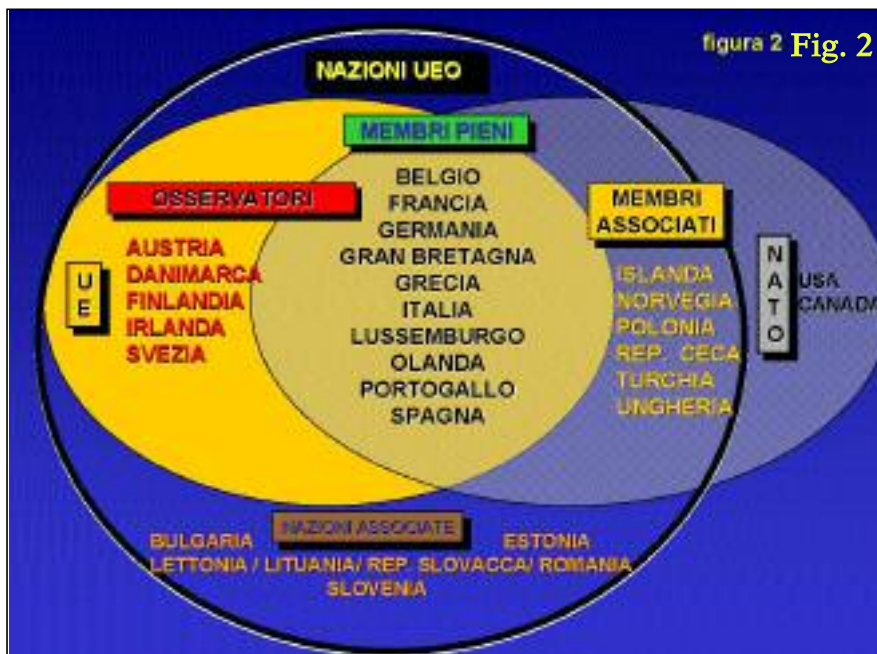 figura 2 Fig. 2
NAZIONI UEO
MEMBRI PIENI
OSSERVATORI
AUSTRIA
DANIMARCA
FINLANDIA
IRLANDA
SVEZIA
UE
BELGIO
FRANCIA
GERMANIA
GRAN BRETAGNA
GRECIA
ITALIA
LUSSEMBURGO
OLANDA
PORTOGALLO
SPAGNA
MEMBRI
ASSOCIATI
ISLANDA
NORVEGIA
POLONIA
REP. CECA
TURCHIA
UNGHERIA
NATO
USA
CANADA
NAZIONI ASSOCIATE
BULGARIA ESTONIA
LETTONIA / LITUANIA/ REP. SLOVACCA/ ROMANIA
SLOVENIA